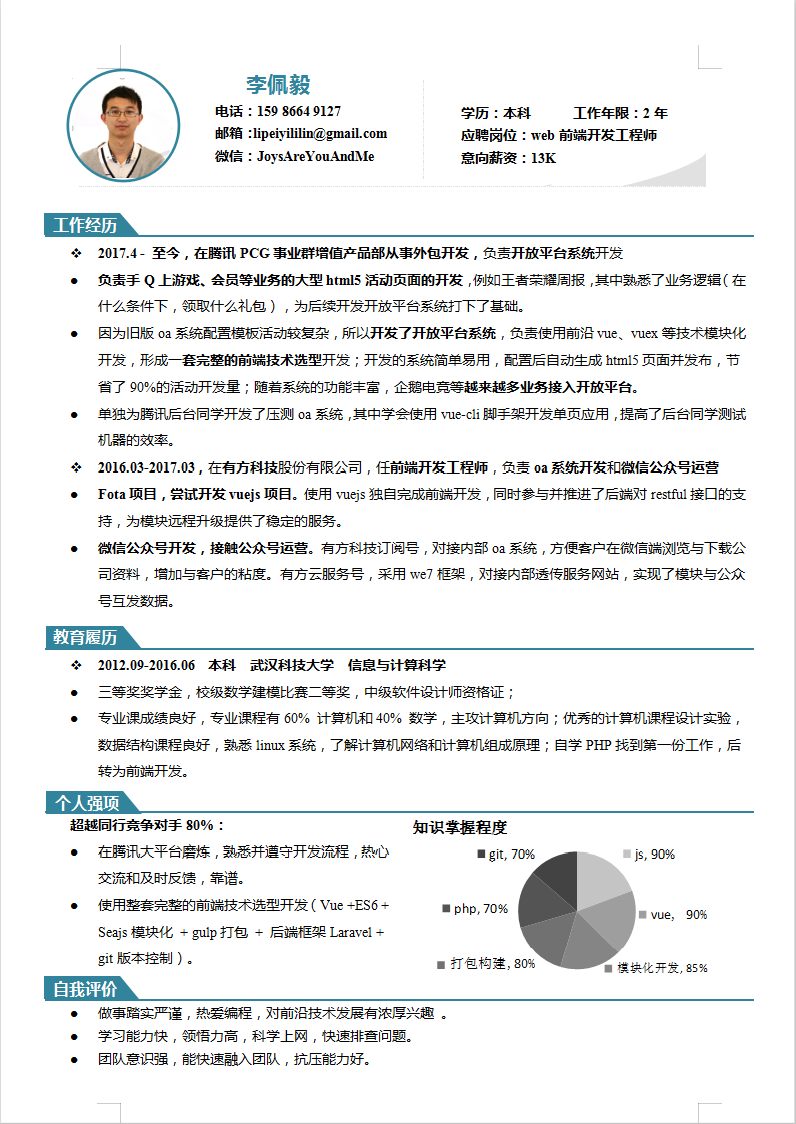 李佩毅
电话：159 8664 9127
邮箱：lipeiyililin@gmail.com
微信：JoysAreYouAndMe
学历：本科 工作年限：2 年
应聘岗位：web 前端开发工程师
意向薪资：13K
工作经历
❖ 2017.4 - 至今，在腾讯 PCG 事业群增值产品部从事外包开发，负责开放平台系统开发
● 负责手 Q 上游戏、会员等业务的大型 html5 活动页面的开发，例如王者荣耀周报，其中熟悉了业务逻辑（在
什么条件下，领取什么礼包），为后续开发开放平台系统打下了基础。
● 因为旧版 oa 系统配置模板活动较复杂，所以开发了开放平台系统，负责使用前沿 vue、vuex 等技术模块化
开发，形成一套完整的前端技术选型开发；开发的系统简单易用，配置后自动生成 html5 页面并发布，节
省了 90%的活动开发量；随着系统的功能丰富，企鹅电竞等越来越多业务接入开放平台。
● 单独为腾讯后台同学开发了压测 oa 系统，其中学会使用 vue-cli 脚手架开发单页应用，提高了后台同学测试
机器的效率。
❖ 2016.03-2017.03，在有方科技股份有限公司，任前端开发工程师，负责 oa 系统开发和微信公众号运营
● Fota 项目，尝试开发 vuejs 项目。使用 vuejs 独自完成前端开发，同时参与并推进了后端对 restful 接口的支
持，为模块远程升级提供了稳定的服务。
● 微信公众号开发，接触公众号运营。有方科技订阅号，对接内部 oa 系统，方便客户在微信端浏览与下载公
司资料，增加与客户的粘度。有方云服务号，采用 we7 框架，对接内部透传服务网站，实现了模块与公众
号互发数据。
教育履历
❖ 2012.09-2016.06 本科 武汉科技大学 信息与计算科学
● 三等奖奖学金，校级数学建模比赛二等奖，中级软件设计师资格证；
● 专业课成绩良好，专业课程有 60% 计算机和 40% 数学，主攻计算机方向；优秀的计算机课程设计实验，
数据结构课程良好，熟悉 linux 系统，了解计算机网络和计算机组成原理；自学 PHP 找到第一份工作，后
转为前端开发。
个人强项
超越同行竞争对手 80%：
● 在腾讯大平台磨炼，熟悉并遵守开发流程，热心
交流和及时反馈，靠谱。
● 使用整套完整的前端技术选型开发（Vue +ES6 +
Seajs 模块化 + gulp 打包 + 后端框架 Laravel +
git 版本控制）。
知识掌握程度
git, 70%
js, 90%
php, 70%
vue, 90%
打包构建, 80%
模块化开发, 85%
自我评价
● 做事踏实严谨，热爱编程，对前沿技术发展有浓厚兴趣 。
● 学习能力快，领悟力高，科学上网，快速排查问题。
● 团队意识强，能快速融入团队，抗压能力好。